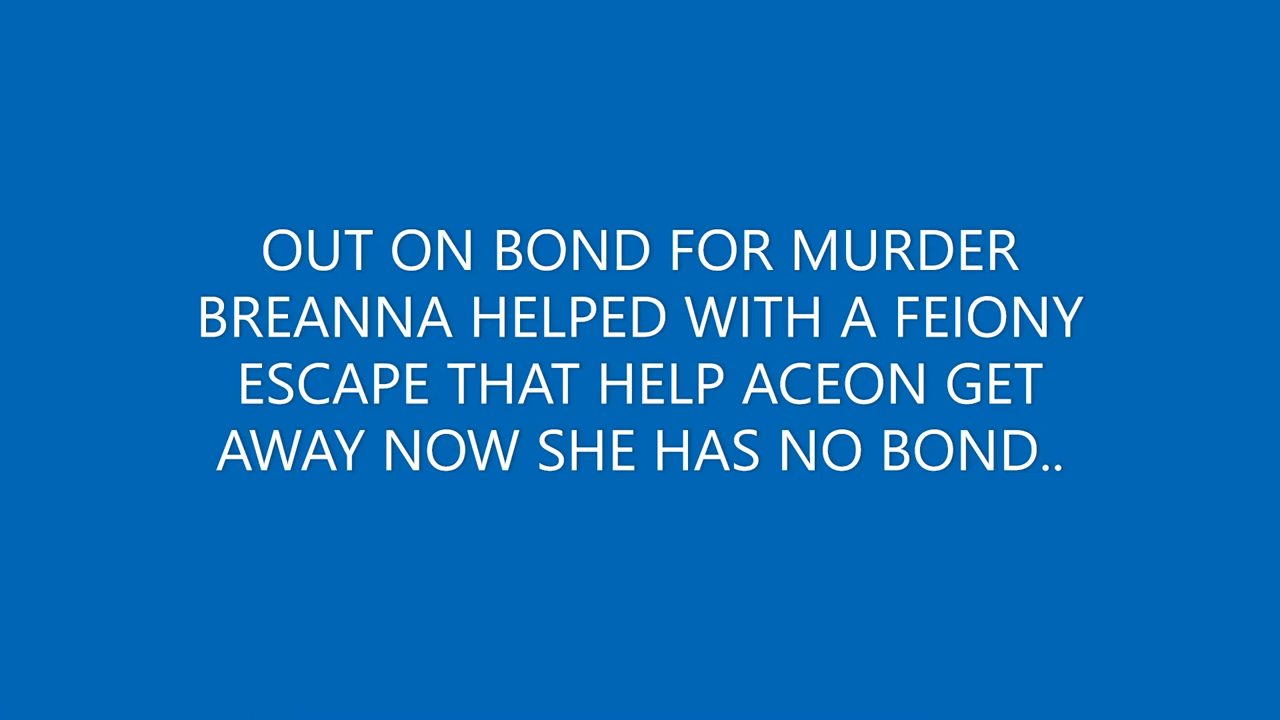 OUT ON BOND FOR MURDER
BREANNA HELPED WITH A FEIONY
ESCAPE THAT HELP ACEON GET
AWAY NOW SHE HAS NO BOND..